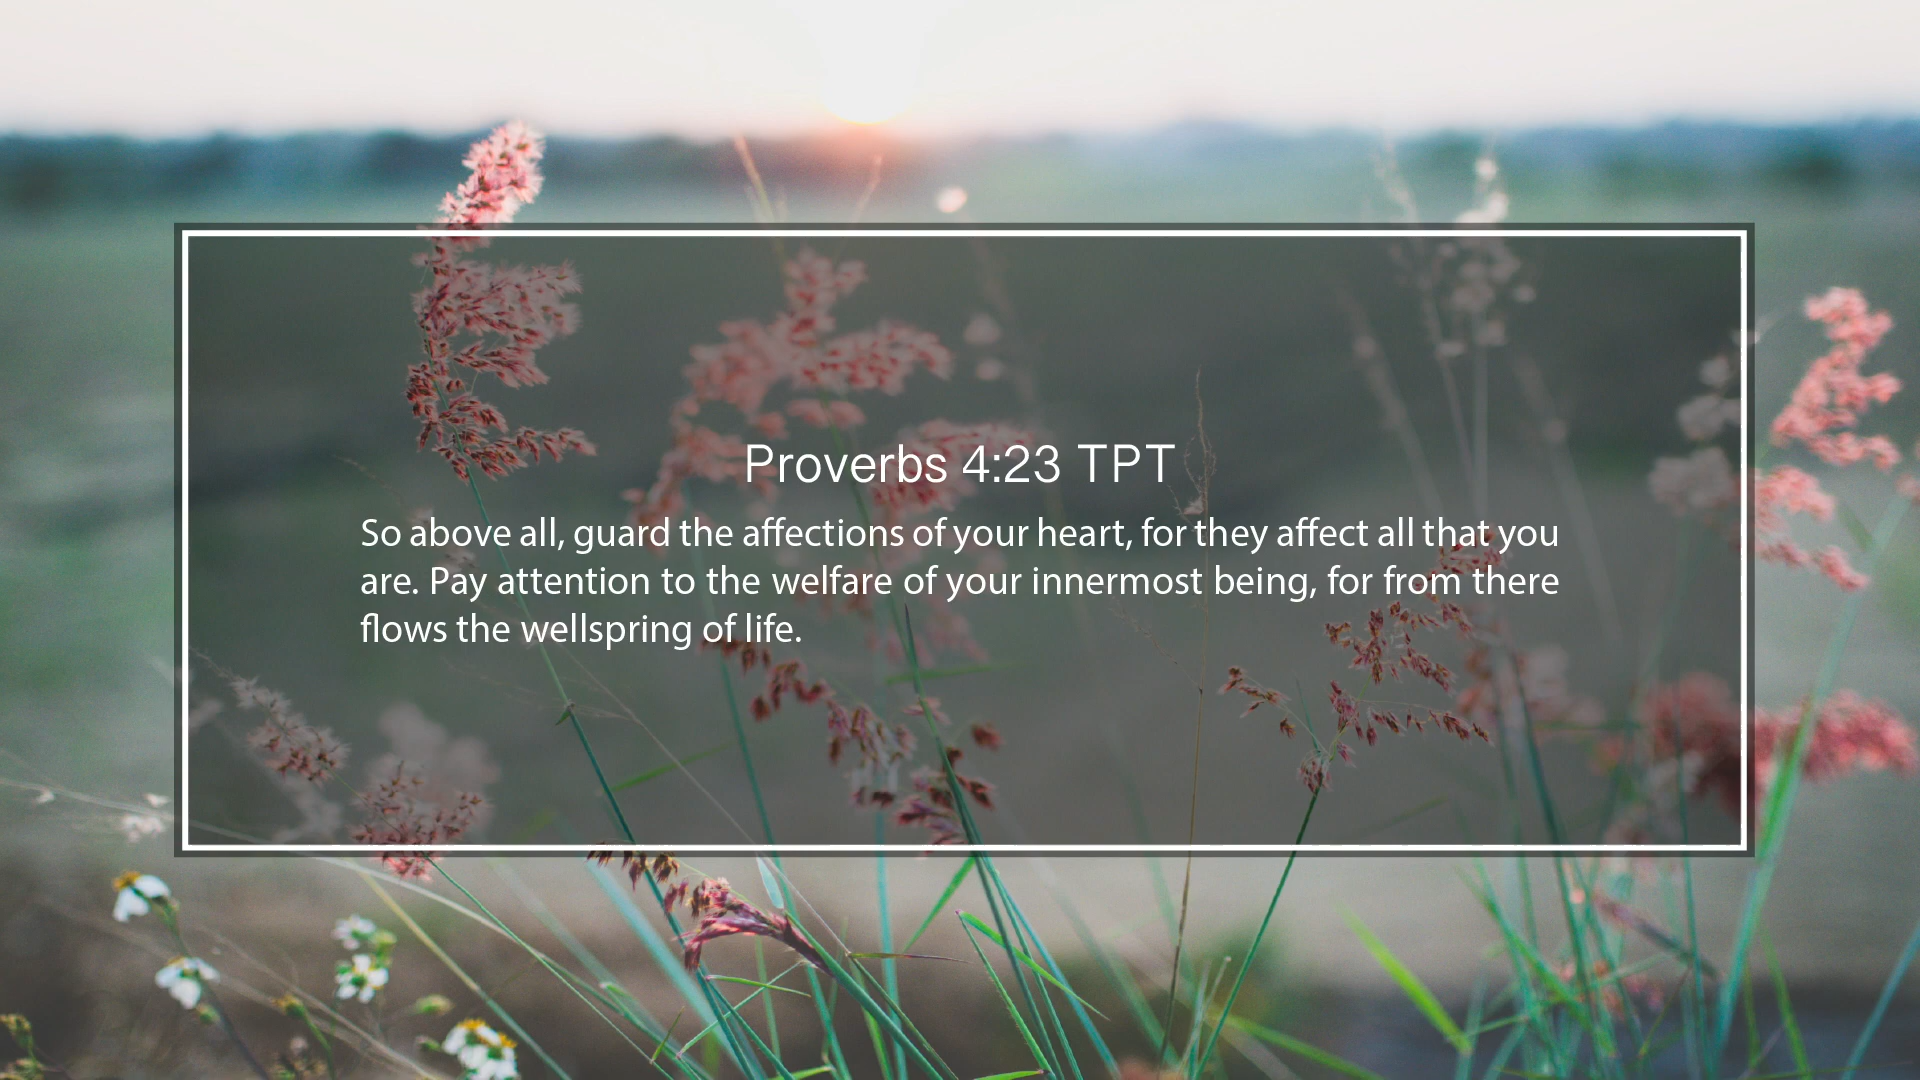 Proverbs 4:23 TPT
So above all, guard the affections of your heart, for they affect all that you
are. Pay attention to the welfare of your innermost being, for from there
flows the wellspring of life.